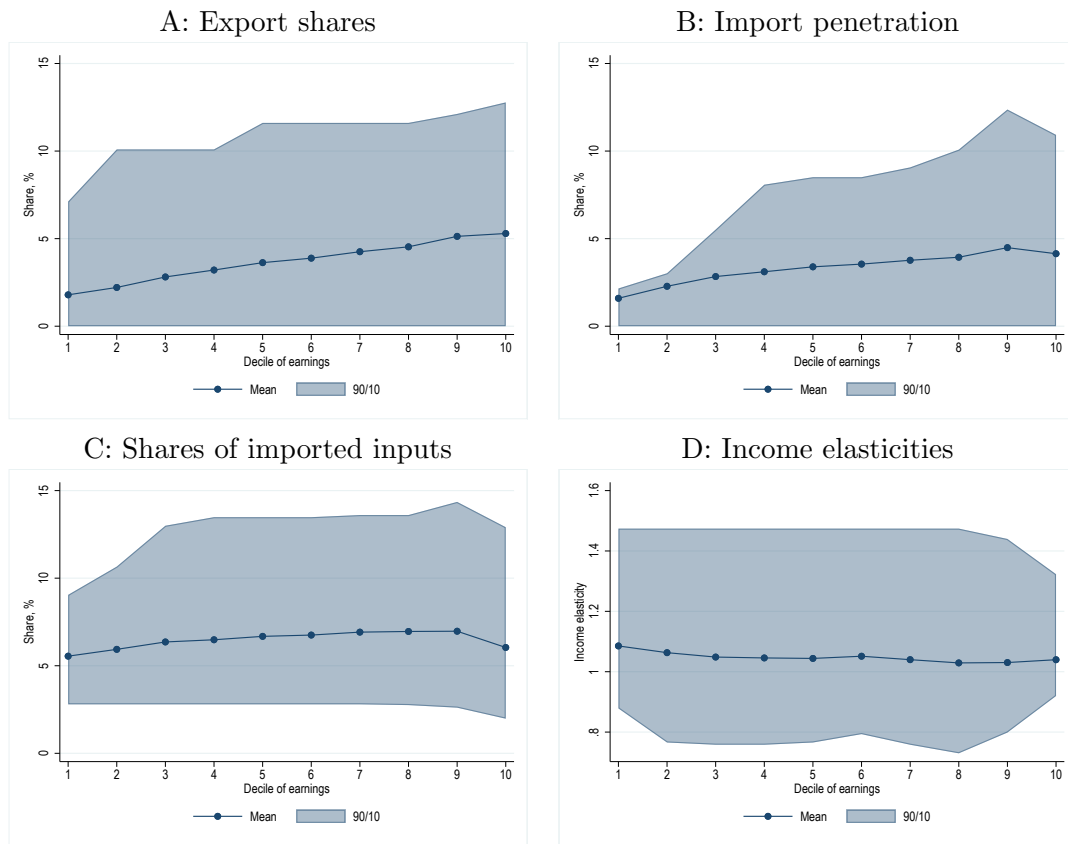 A: Export shares
Share, %
15
10
5
0
1 2 3 4 5 6 7 8 9 10
Decile of earnings
Mean 90/10
B: Import penetration
Share, %
15
10
5
0
1 2 3 4 5 6 7 8 9 10
Decile of earnings
Mean 90/10
C: Shares of imported inputs
Share, %
15
10
5
0
1 2 3 4 5 6 7 8 9 10
Decile of earnings
Mean 90/10
D: Income elasticities
Income elasticity
1.6
1.4
1.2
1
.8
1 2 3 4 5 6 7 8 9 10
Decile of earnings
Mean 90/10